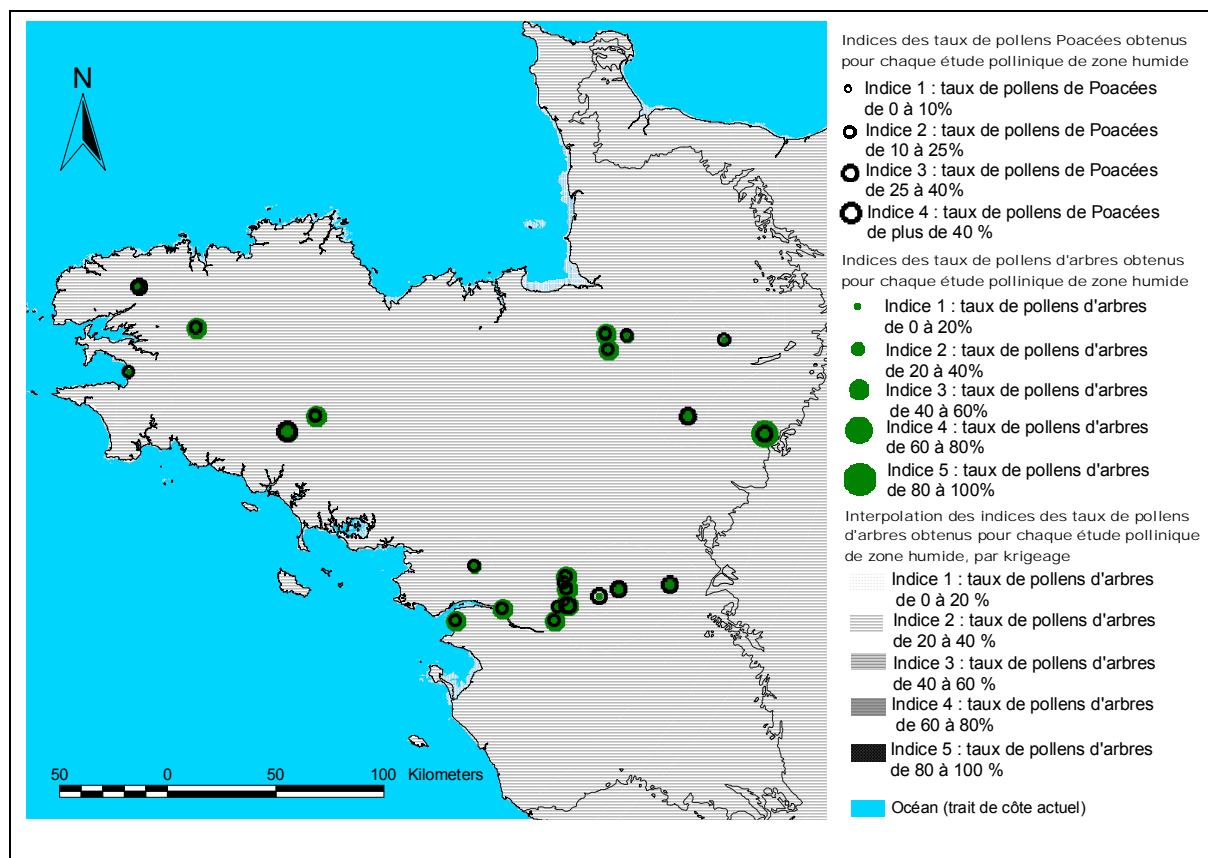 Indices des taux de pollens Poacées obtenus
pour chaque étude pollinique de zone humide
Indice 1 : taux de pollens de Poacées
de 0 à 10%
Indice 2 : taux de pollens de Poacées
de 10 à 25%
Indice 3 : taux de pollens de Poacées
de 25 à 40%
Indice 4 : taux de pollens de Poacées
de plus de 40 %
Indices des taux de pollens d'arbres obtenus
pour chaque étude pollinique de zone humide
Indice 1 : taux de pollens d'arbres
de 0 à 20%
Indice 2 : taux de pollens d'arbres
de 20 à 40%
Indice 3 : taux de pollens d'arbres
de 40 à 60%
Indice 4 : taux de pollens d'arbres
de 60 à 80%
Indice 5 : taux de pollens d'arbres
de 80 à 100%
Interpolation des indices des taux de pollens
d'arbres obtenus pour chaque étude pollinique
de zone humide, par krigeage
Indice 1 : taux de pollens d'arbres
de 0 à 20 %
Indice 2 : taux de pollens d'arbres
de 20 à 40 %
Indice 3 : taux de pollens d'arbres
de 40 à 60 %
Indice 4 : taux de pollens d'arbres
de 60 à 80%
Indice 5 : taux de pollens d'arbres
de 80 à 100 %
Océan (trait de côte actuel)
N
50 0 50 100 Kilometers